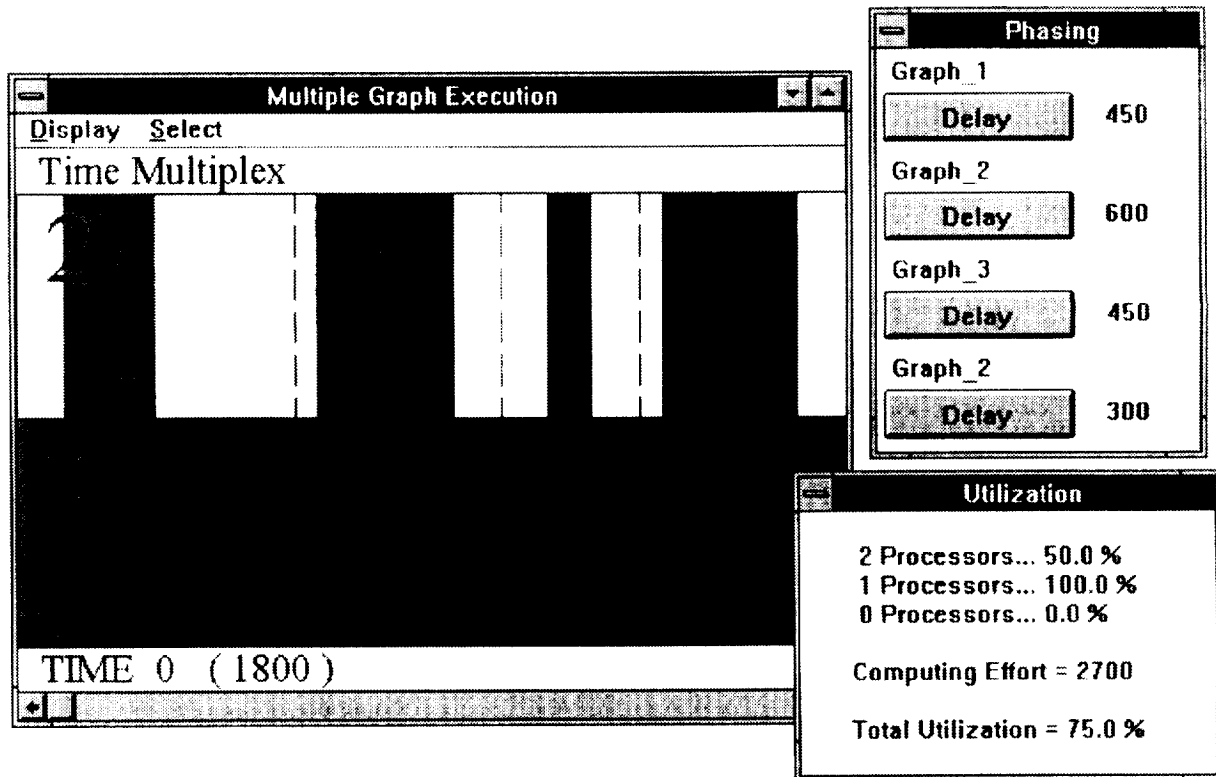 Multiple Graph Execution
Display Select
Time Multiplex
2
TIME 0 ( 1800 )
Phasing
Graph_1
Delay 450
Graph_2
Delay 600
Graph_3
Delay 450
Graph_2
Delay 300
Utilization
2 Processors... 50.0 %
1 Processors... 100.0 %
0 Processors... 0.0 %
Computing Effort = 2700
Total Utilization = 75.0 %